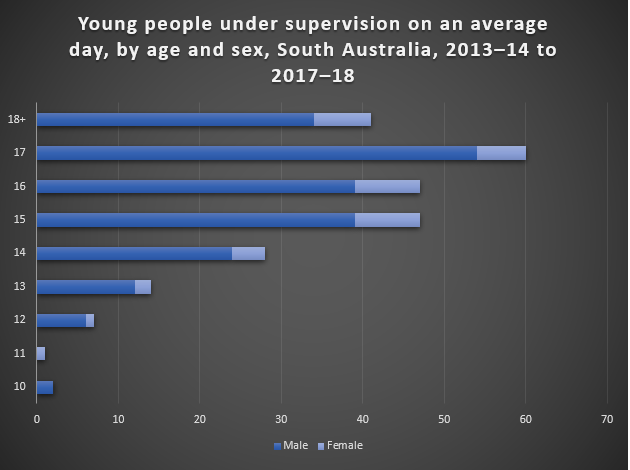 Young people under supervision on an average
day, by age and sex, South Australia, 2013–14 to
2017–18
18+
17
16
15
14
13
12
11
10
0 10 20 30 40 50 60 70
Male Female